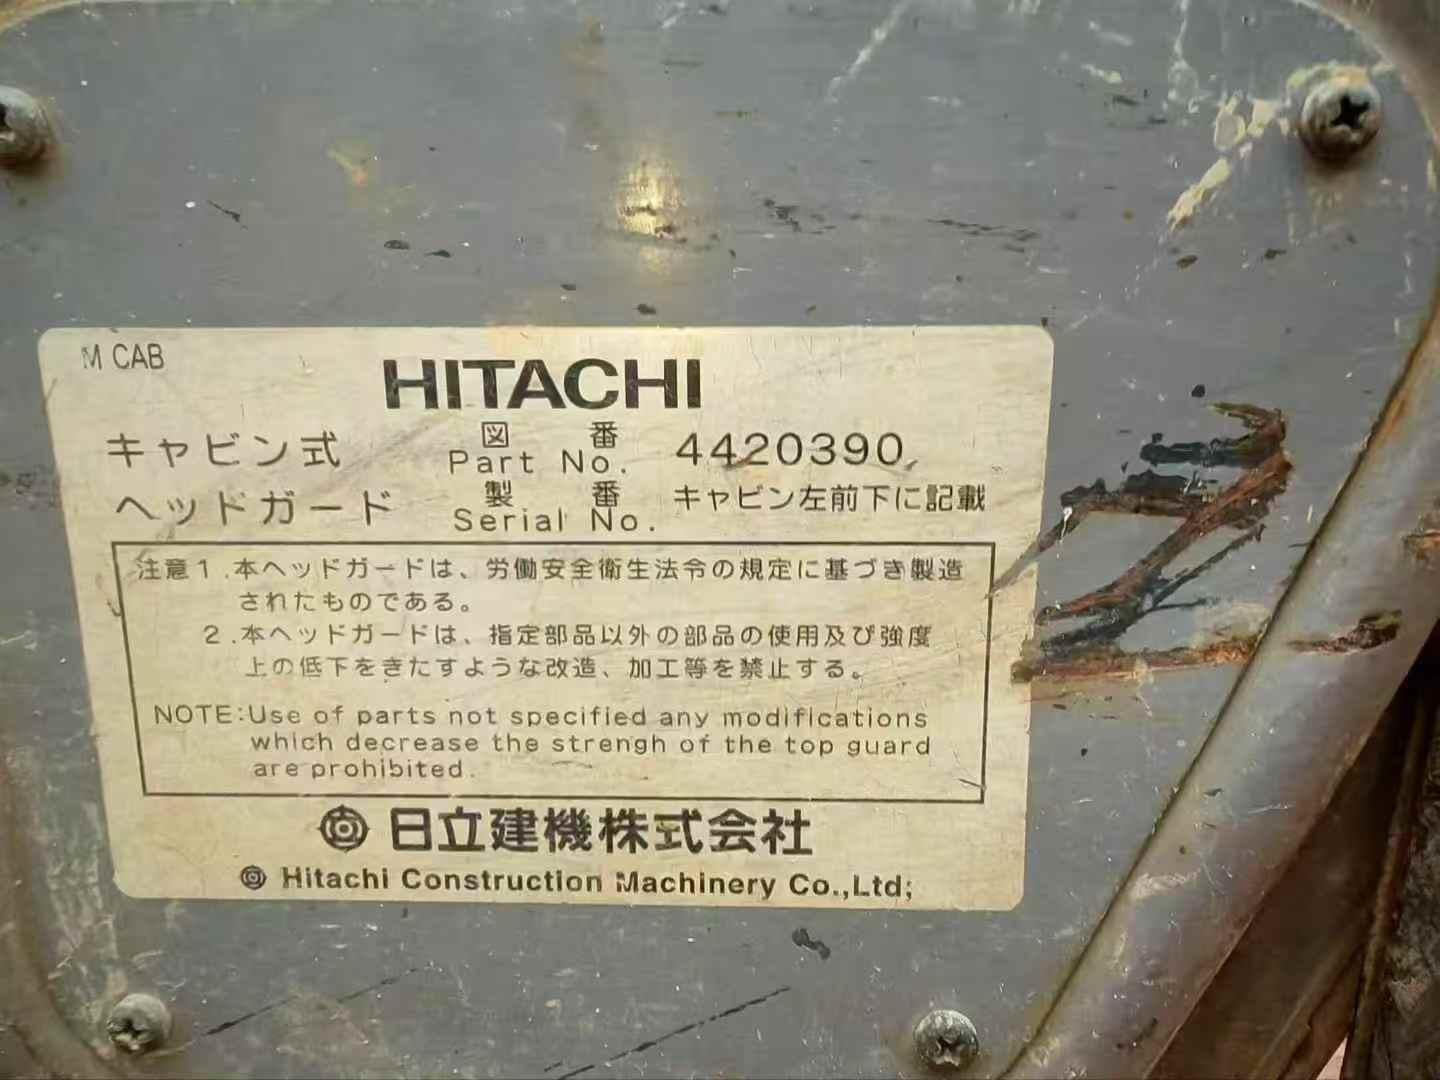 M CAB
HITACHI
キャビン式 図 番 4420390
Part No.
ヘッドガード 製 番 キャビン左前下に記載
Serial No.
注意1.本ヘッドガードは、労働安全衛生法令の規定に基づき製造
されたものである。
2.本ヘッドガードは、指定部品以外の部品の使用及び強度
上の低下をきたすような改造、加工等を禁止する。
NOTE:Use of parts not specified any modifications
which decrease the strengh of the top guard
are prohibited.
日立建機株式会社
Hitachi Construction Machinery Co.,Ltd;